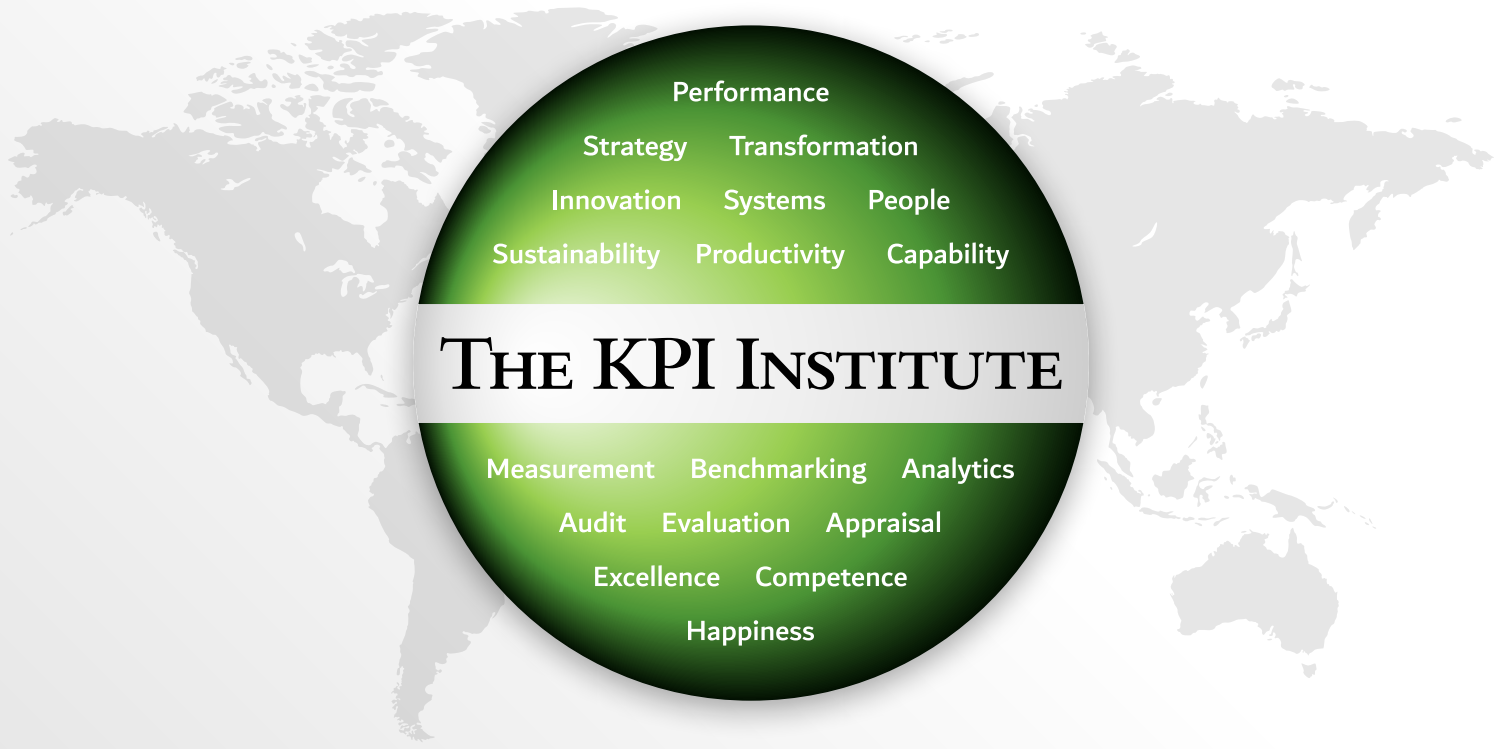 Performance
Strategy Transformation
Innovation Systems People
Sustainability Productivity Capability
The KPI Institute
Measurement Benchmarking Analytics
Audit Evaluation Appraisal
Excellence Competence
Happiness